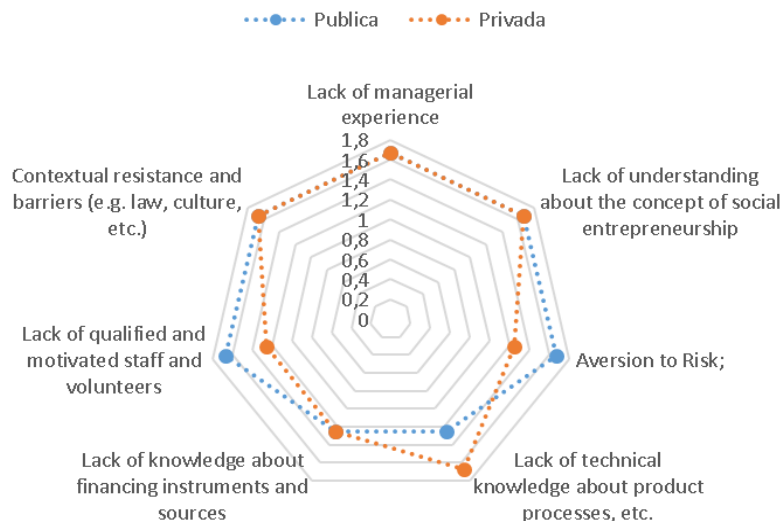 Publica
Privada
Lack of managerial
experience
1,8
1,6
1,4
1,2
1
0,8
0,6
0,4
0,2
0
Lack of understanding
about the concept of social
entrepreneurship
Aversion to Risk;
Lack of technical
knowledge about product
processes, etc.
Lack of knowledge about
financing instruments and
sources
Lack of qualified and
motivated staff and
volunteers
Contextual resistance and
barriers (e.g. law, culture,
etc.)